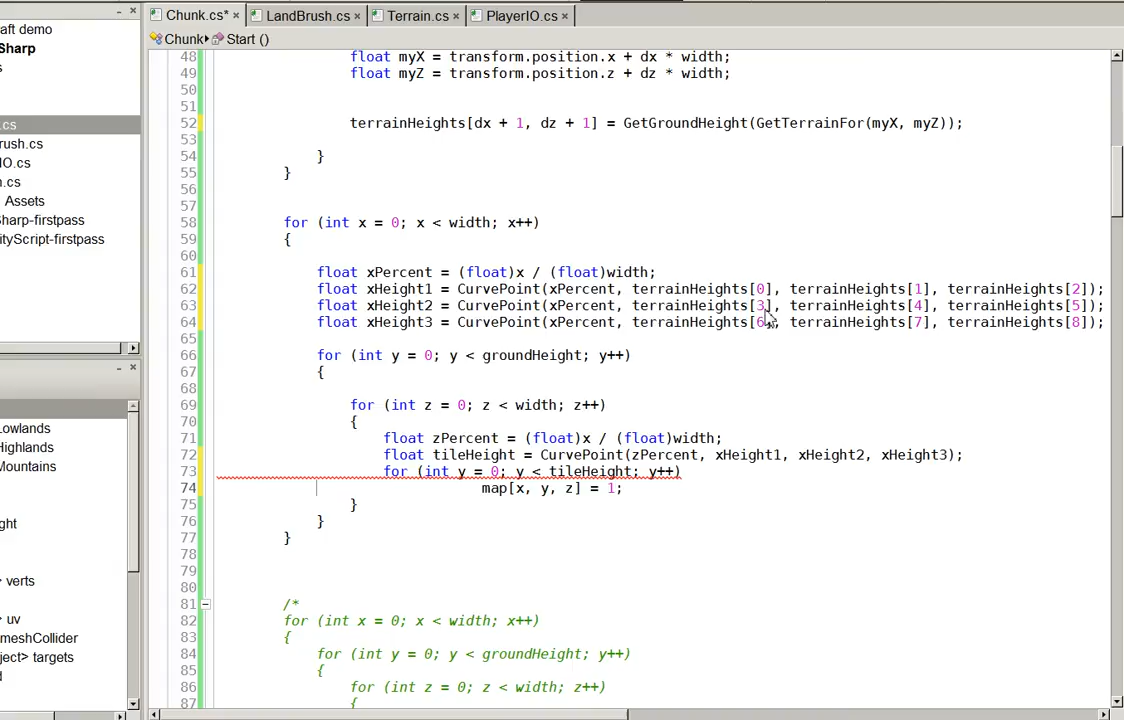 Chunk.cs* × LandBrush.cs × Terrain.cs × PlayerIO.cs ×
Chunk Start ()
aft demo
Sharp
s
.cs
rush.cs
IO.cs
n.cs
Assets
Sharp-firstpass
ityScript-firstpass
Lowlands
Highlands
Mountains
ght
> verts
> uv
meshCollider
ject> targets
d
48 float myX = transform.position.x + dx * width;
49 float myZ = transform.position.z + dz * width;
50
51
52 terrainHeights[dx + 1, dz + 1] = GetGroundHeight(GetTerrainFor(myX, myZ));
53
54 }
55 }
56
57
58 for (int x = 0; x < width; x++)
59 {
60
61 float xPercent = (float)x / (float)width;
62 float xHeight1 = CurvePoint(xPercent, terrainHeights[0], terrainHeights[1], terrainHeights[2]);
63 float xHeight2 = CurvePoint(xPercent, terrainHeights[3], terrainHeights[4], terrainHeights[5]);
64 float xHeight3 = CurvePoint(xPercent, terrainHeights[6], terrainHeights[7], terrainHeights[8]);
65
66 for (int y = 0; y < groundHeight; y++)
67 {
68
69 for (int z = 0; z < width; z++)
70 {
71 float zPercent = (float)x / (float)width;
72 float tileHeight = CurvePoint(zPercent, xHeight1, xHeight2, xHeight3);
73 for (int y = 0; y < tileHeight; y++)
74 map[x, y, z] = 1;
75 }
76 }
77 }
78
79
80
81 /*
82 for (int x = 0; x < width; x++)
83 {
84 for (int y = 0; y < groundHeight; y++)
85 {
86 for (int z = 0; z < width; z++)
87 {